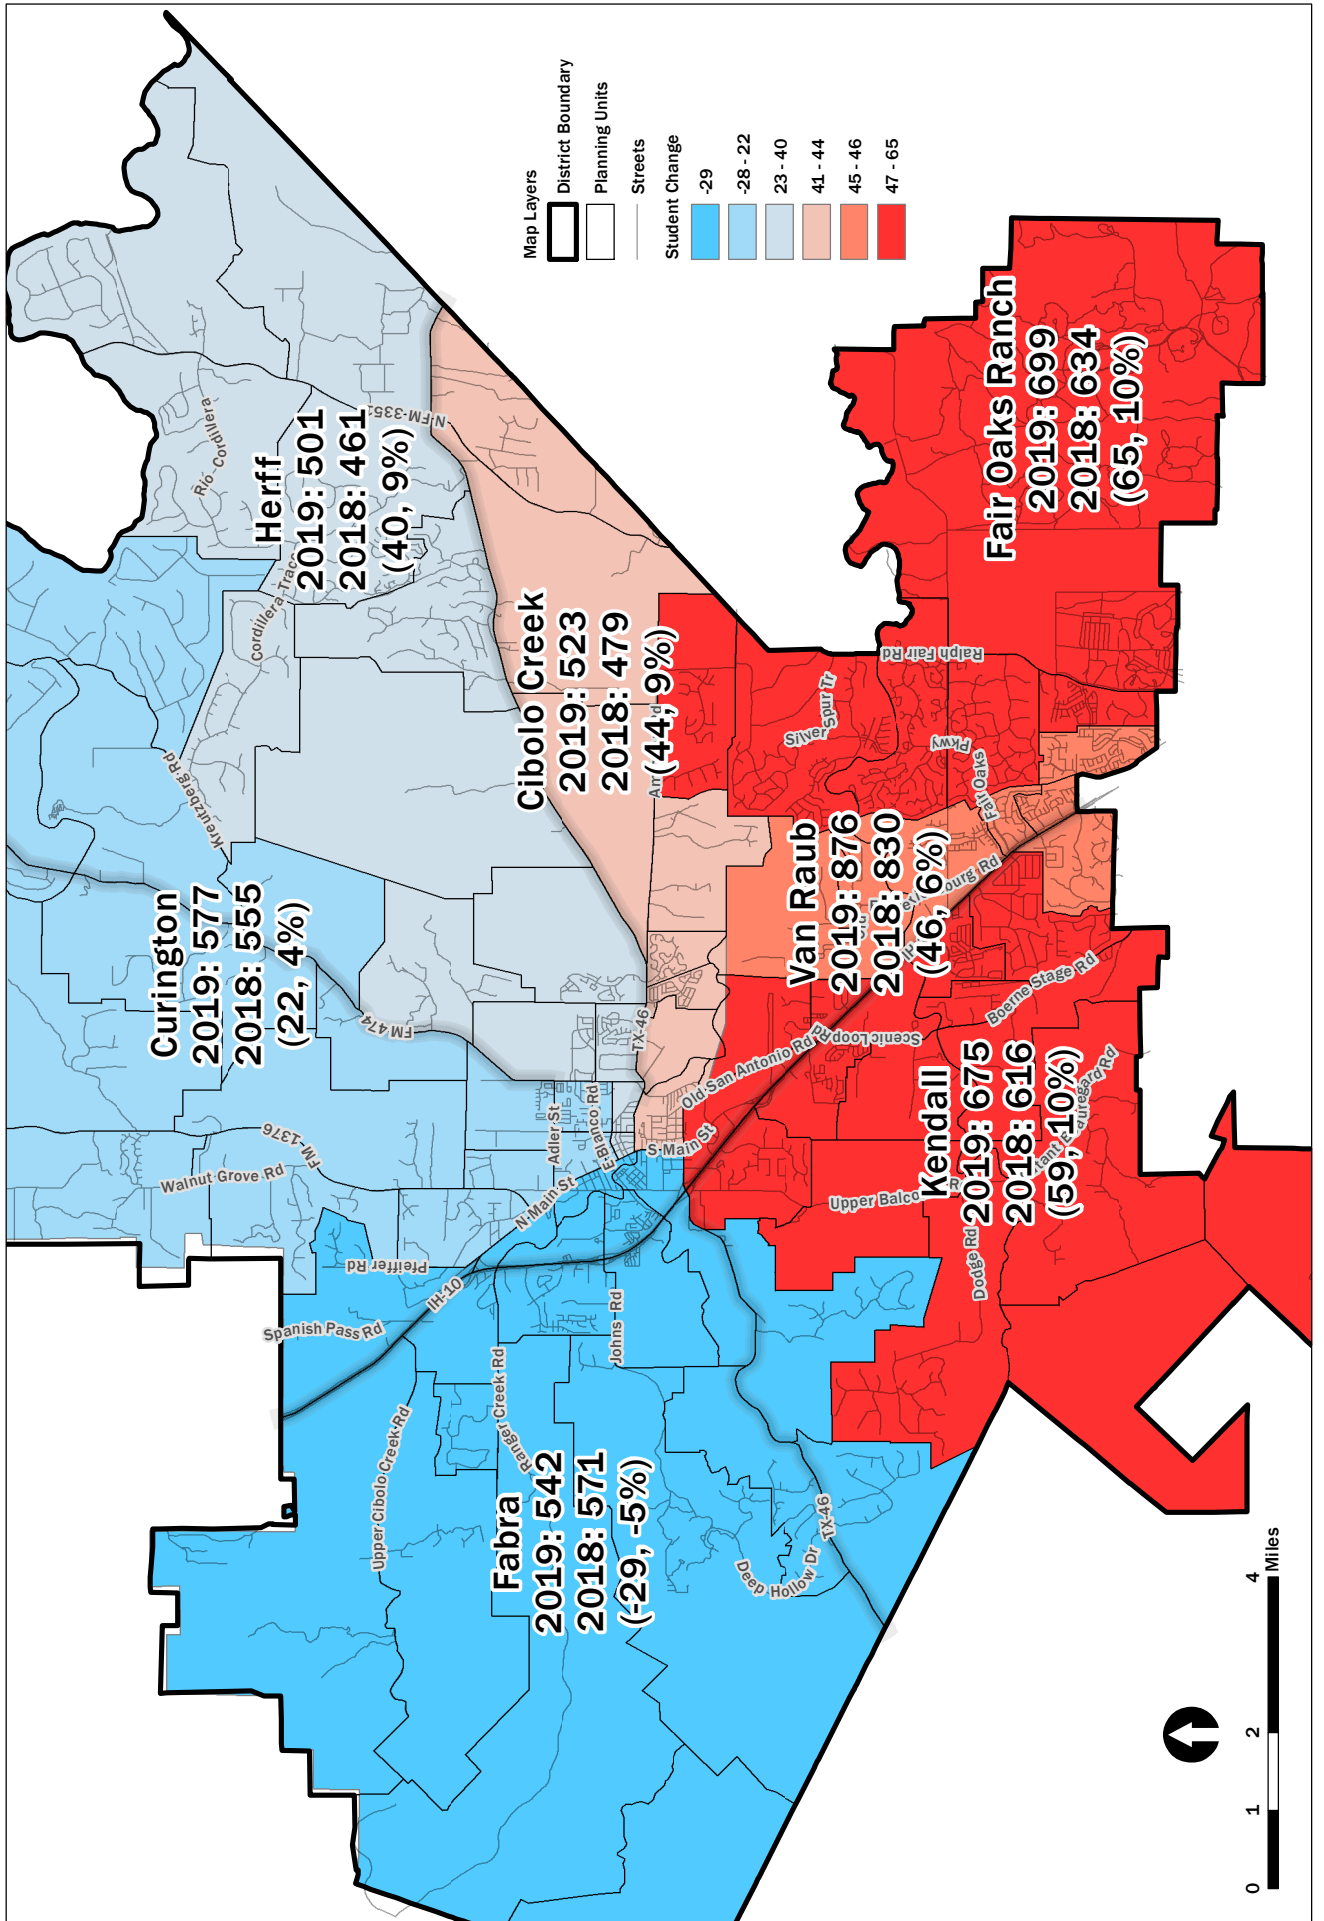 Curington
2019: 577
2018: 555
(22, 4%)
Herff
2019: 501
2018: 461
(40, 9%)
Cibolo Creek
2019: 523
2018: 479
(44, 9%)
Fair Oaks Ranch
2019: 699
2018: 634
(65, 10%)
Van Raub
2019: 876
2018: 830
(46, 6%)
Kendall
2019: 675
2018: 616
(59, 10%)
Fabra
2019: 542
2018: 571
(-29, -5%)
Map Layers
District Boundary
Planning Units
Streets
Student Change
-29
-28 - 22
23 - 40
41 - 44
45 - 46
47 - 65
Río Cordillera
N FM-3351
Cordillera Trace
Kreutzberg Rd
FM 474
FM-1376
Walnut Grove Rd
Adler St
E Blanco Rd
TX-46
S Main St
N Main St
Pfeiffer Rd
IH-10
Spanish Pass Rd
Johns Rd
Ranger Creek Rd
Upper Cibolo Creek Rd
Deep Hollow Dr
TX-46
Old San Antonio Rd
Scenic Loop Rd
Boerne Stage Rd
Upper Balco
Dodge Rd
Silver Spur Tr
Ralph Fair Rd
Fair Oaks
Pkwy
0 1 2 4
Miles